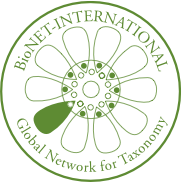 BioNET-INTERNATIONAL
Global Network for Taxonomy